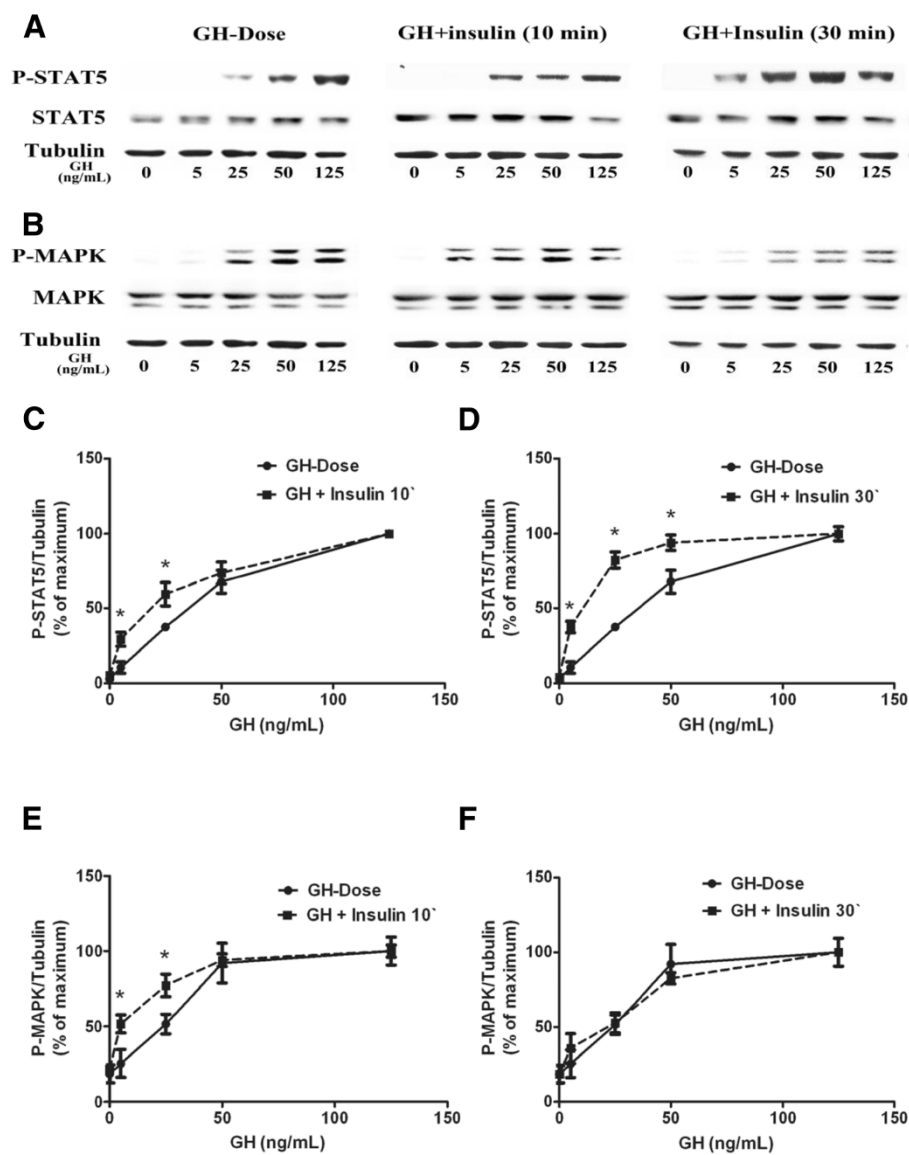 A
GH-Dose GH+insulin (10 min) GH+Insulin (30 min)
P-STAT5
STAT5
Tubulin
GH (ng/mL) 0 5 25 50 125 0 5 25 50 125 0 5 25 50 125
B
P-MAPK
MAPK
Tubulin
GH (ng/mL) 0 5 25 50 125 0 5 25 50 125 0 5 25 50 125
C
150
100
50
0
0 50 100 150
P-STAT5/Tubulin
(% of maximum)
GH (ng/mL)
GH-Dose
GH + Insulin 10`
* *
D
150
100
50
0
0 50 100 150
P-STAT5/Tubulin
(% of maximum)
GH (ng/mL)
GH-Dose
GH + Insulin 30`
* * *
E
150
100
50
0
0 50 100 150
P-MAPK/Tubulin
(% of maximum)
GH (ng/mL)
GH-Dose
GH + Insulin 10`
* *
F
150
100
50
0
0 50 100 150
P-MAPK/Tubulin
(% of maximum)
GH (ng/mL)
GH-Dose
GH + Insulin 30`